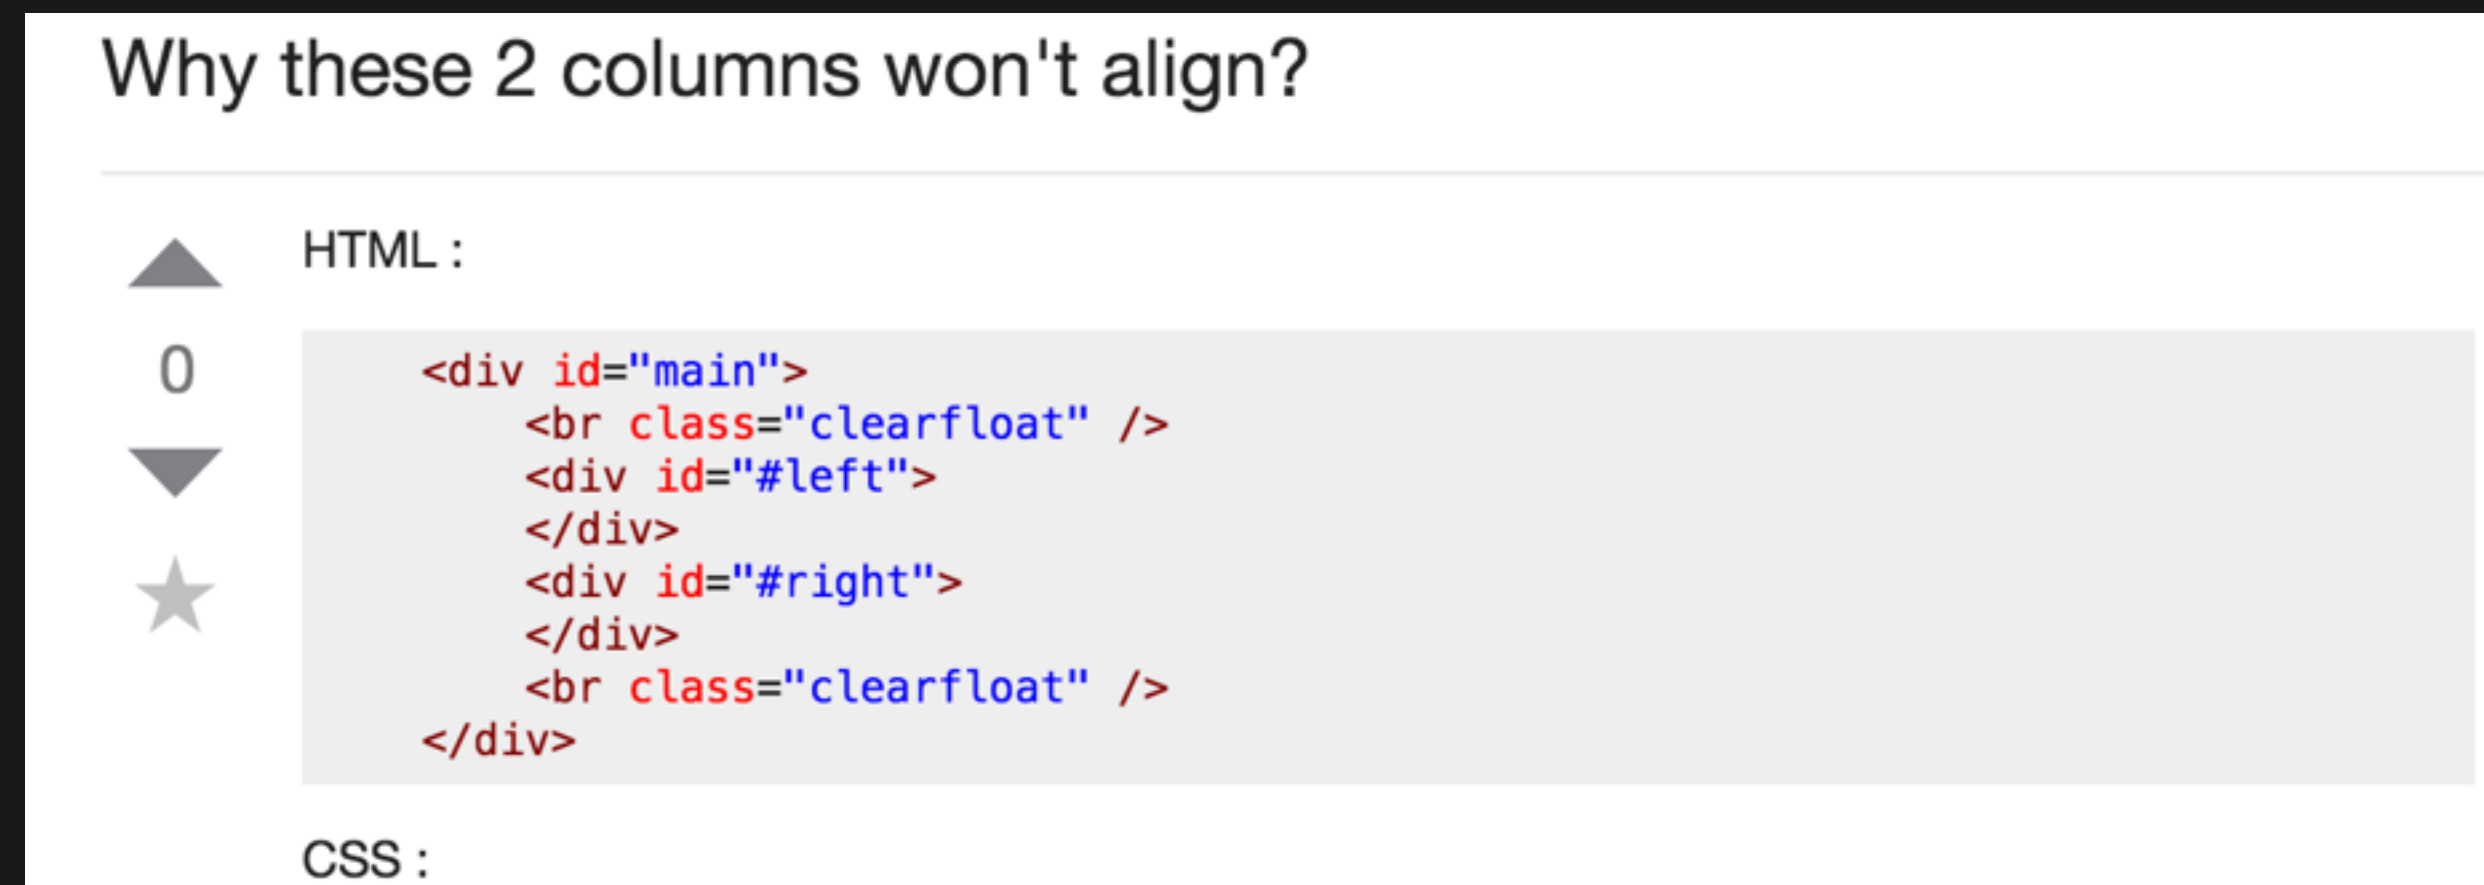 Why these 2 columns won't align?
HTML :
0
<div id="main">
<br class="clearfloat" />
<div id="#left">
</div>
<div id="#right">
</div>
<br class="clearfloat" />
</div>
CSS :